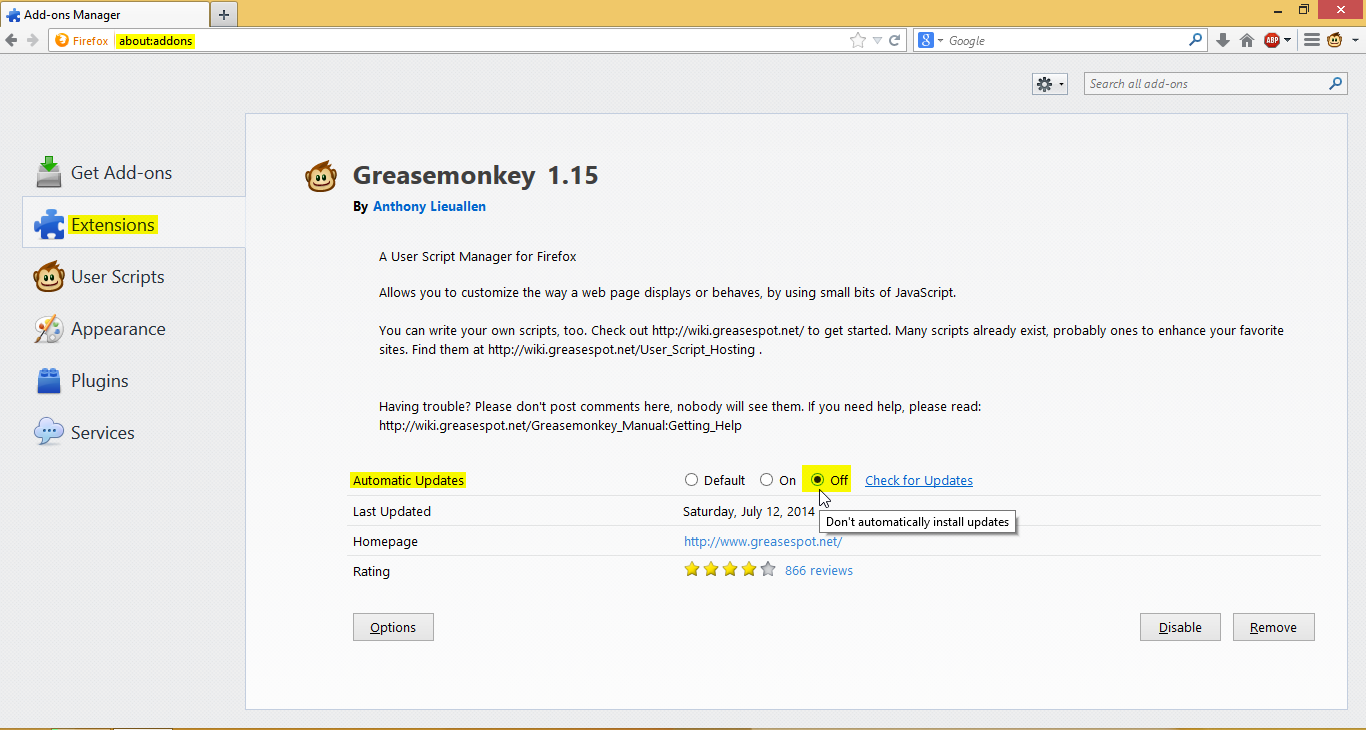 Add-ons Manager
Firefox about:addons
Google
ABP
Search all add-ons
Get Add-ons
Extensions
User Scripts
Appearance
Plugins
Services
Greasemonkey 1.15
By Anthony Lieuallen
A User Script Manager for Firefox
Allows you to customize the way a web page displays or behaves, by using small bits of JavaScript.
You can write your own scripts, too. Check out http://wiki.greasespot.net/ to get started. Many scripts already exist, probably ones to enhance your favorite
sites. Find them at http://wiki.greasespot.net/User_Script_Hosting .
Having trouble? Please don't post comments here, nobody will see them. If you need help, please read:
http://wiki.greasespot.net/Greasemonkey_Manual:Getting_Help
Automatic Updates Default On Off Check for Updates
Last Updated Saturday, July 12, 2014
Don't automatically install updates
Homepage http://www.greasespot.net/
Rating 866 reviews
Options Disable Remove